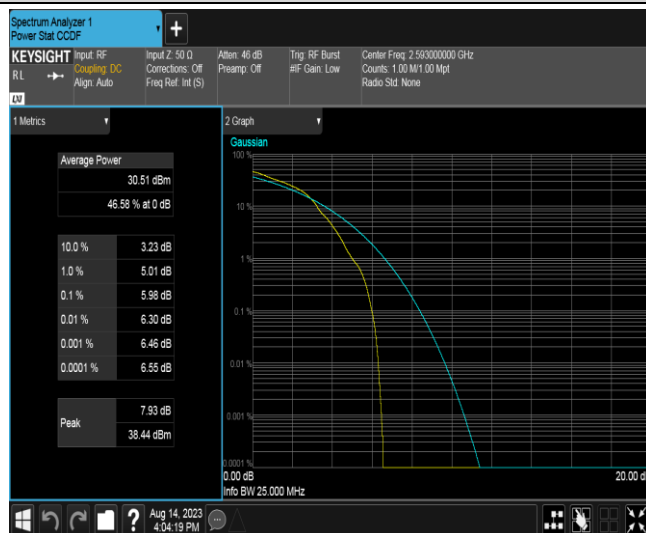 Spectrum Analyzer 1
Power Stat CCDF
KEYSIGHT
RL
LXI
Input: RF
Coupling: DC
Align: Auto
Input Z: 50 Ω
Corrections: Off
Freq Ref: Int (S)
Atten: 46 dB
Preamp: Off
Trig: RF Burst
#IF Gain: Low
Center Freq: 2.593000000 GHz
Counts: 1.00 M/1.00 Mpt
Radio Std: None
1 Metrics
Average Power
30.51 dBm
46.58 % at 0 dB
10.0 % 3.23 dB
1.0 % 5.01 dB
0.1 % 5.98 dB
0.01 % 6.30 dB
0.001 % 6.46 dB
0.0001 % 6.55 dB
Peak
7.93 dB
38.44 dBm
2 Graph
Gaussian
100 %
10 %
1 %
0.1 %
0.01 %
0.001 %
0.0001 %
0.00 dB
20.00 d
Info BW 25.000 MHz
?
Aug 14, 2023
4:04:19 PM